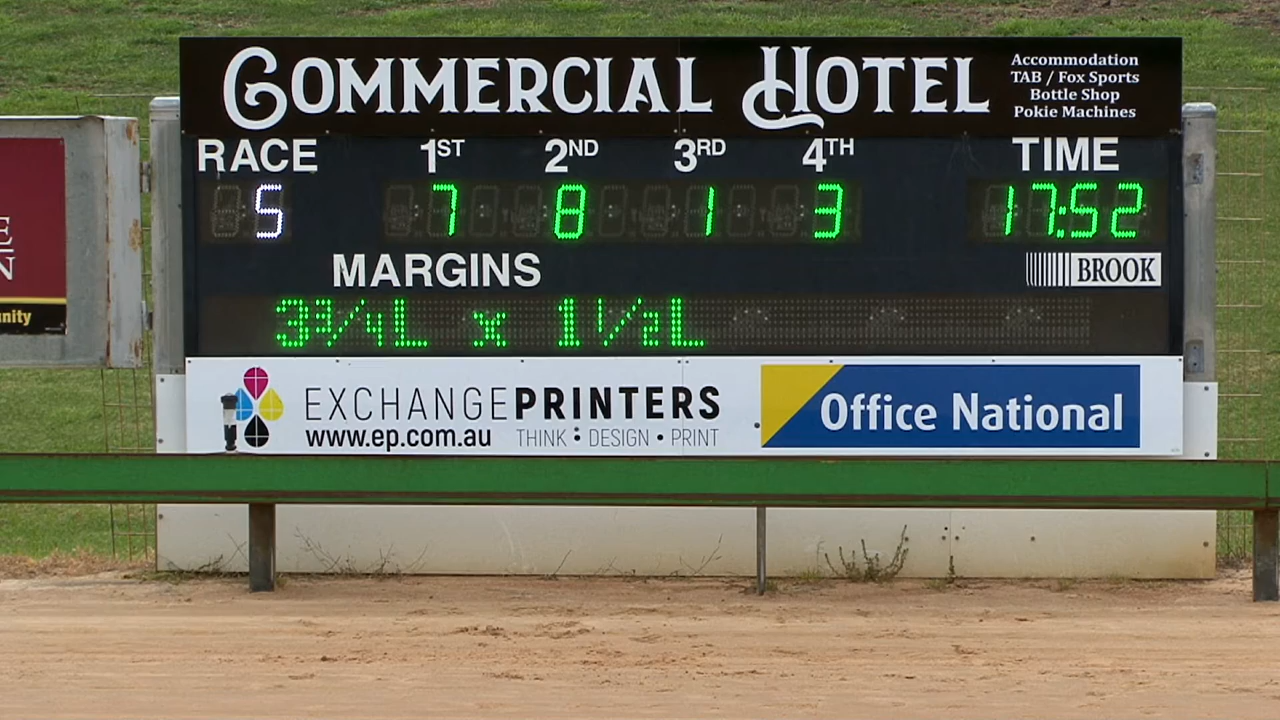 COMMERCIAL HOTEL
Accommodation
TAB / Fox Sports
Bottle Shop
Pokie Machines
RACE 1ST 2ND 3RD 4TH TIME
5 7 8 1 3 17:52
MARGINS
BROOK
3¾L x 1½L
EXCHANGEPRINTERS
www.ep.com.au THINK : DESIGN • PRINT
Office National
E
N
nity